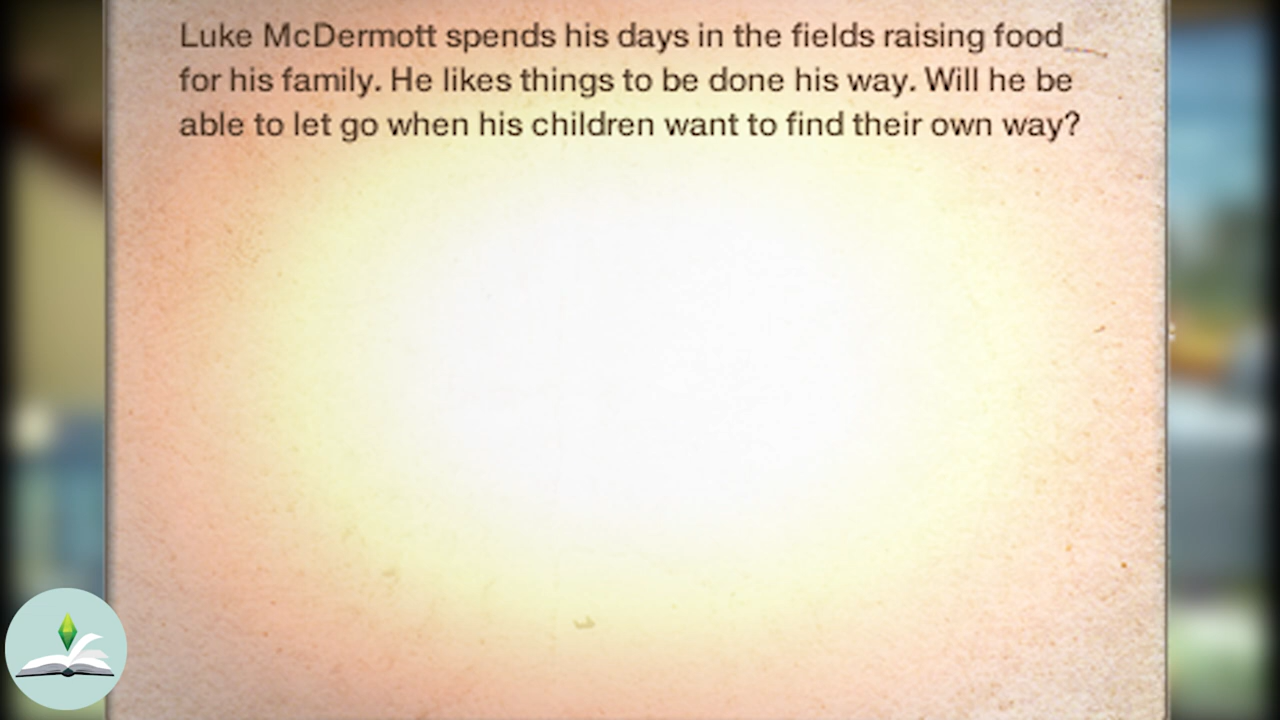 Luke McDermott spends his days in the fields raising food
for his family. He likes things to be done his way. Will he be
able to let go when his children want to find their own way?